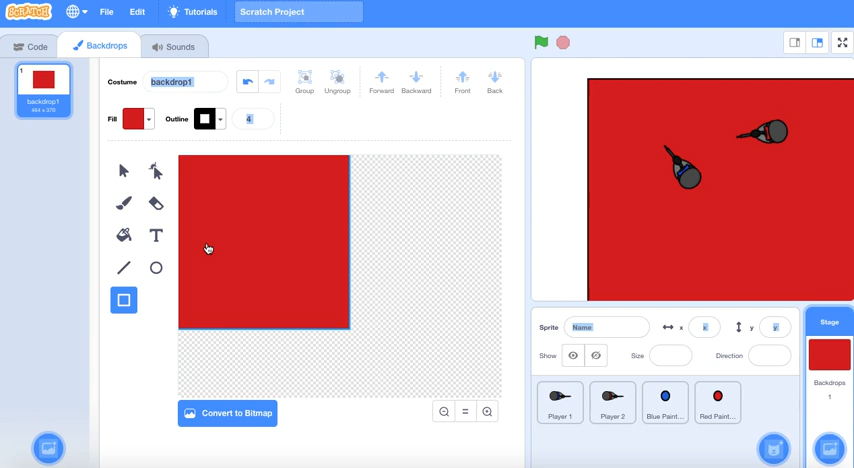 SCRATCH File Edit Tutorials Scratch Project
Code Backdrops Sounds
1
backdrop1
464 x 370
Costume backdrop1
Group Ungroup Forward Backward Front Back
Fill Outline 4
T
Convert to Bitmap
Sprite Name x x y y
Show Size Direction
Player 1 Player 2 Blue Paint... Red Paint...
Stage
Backdrops
1